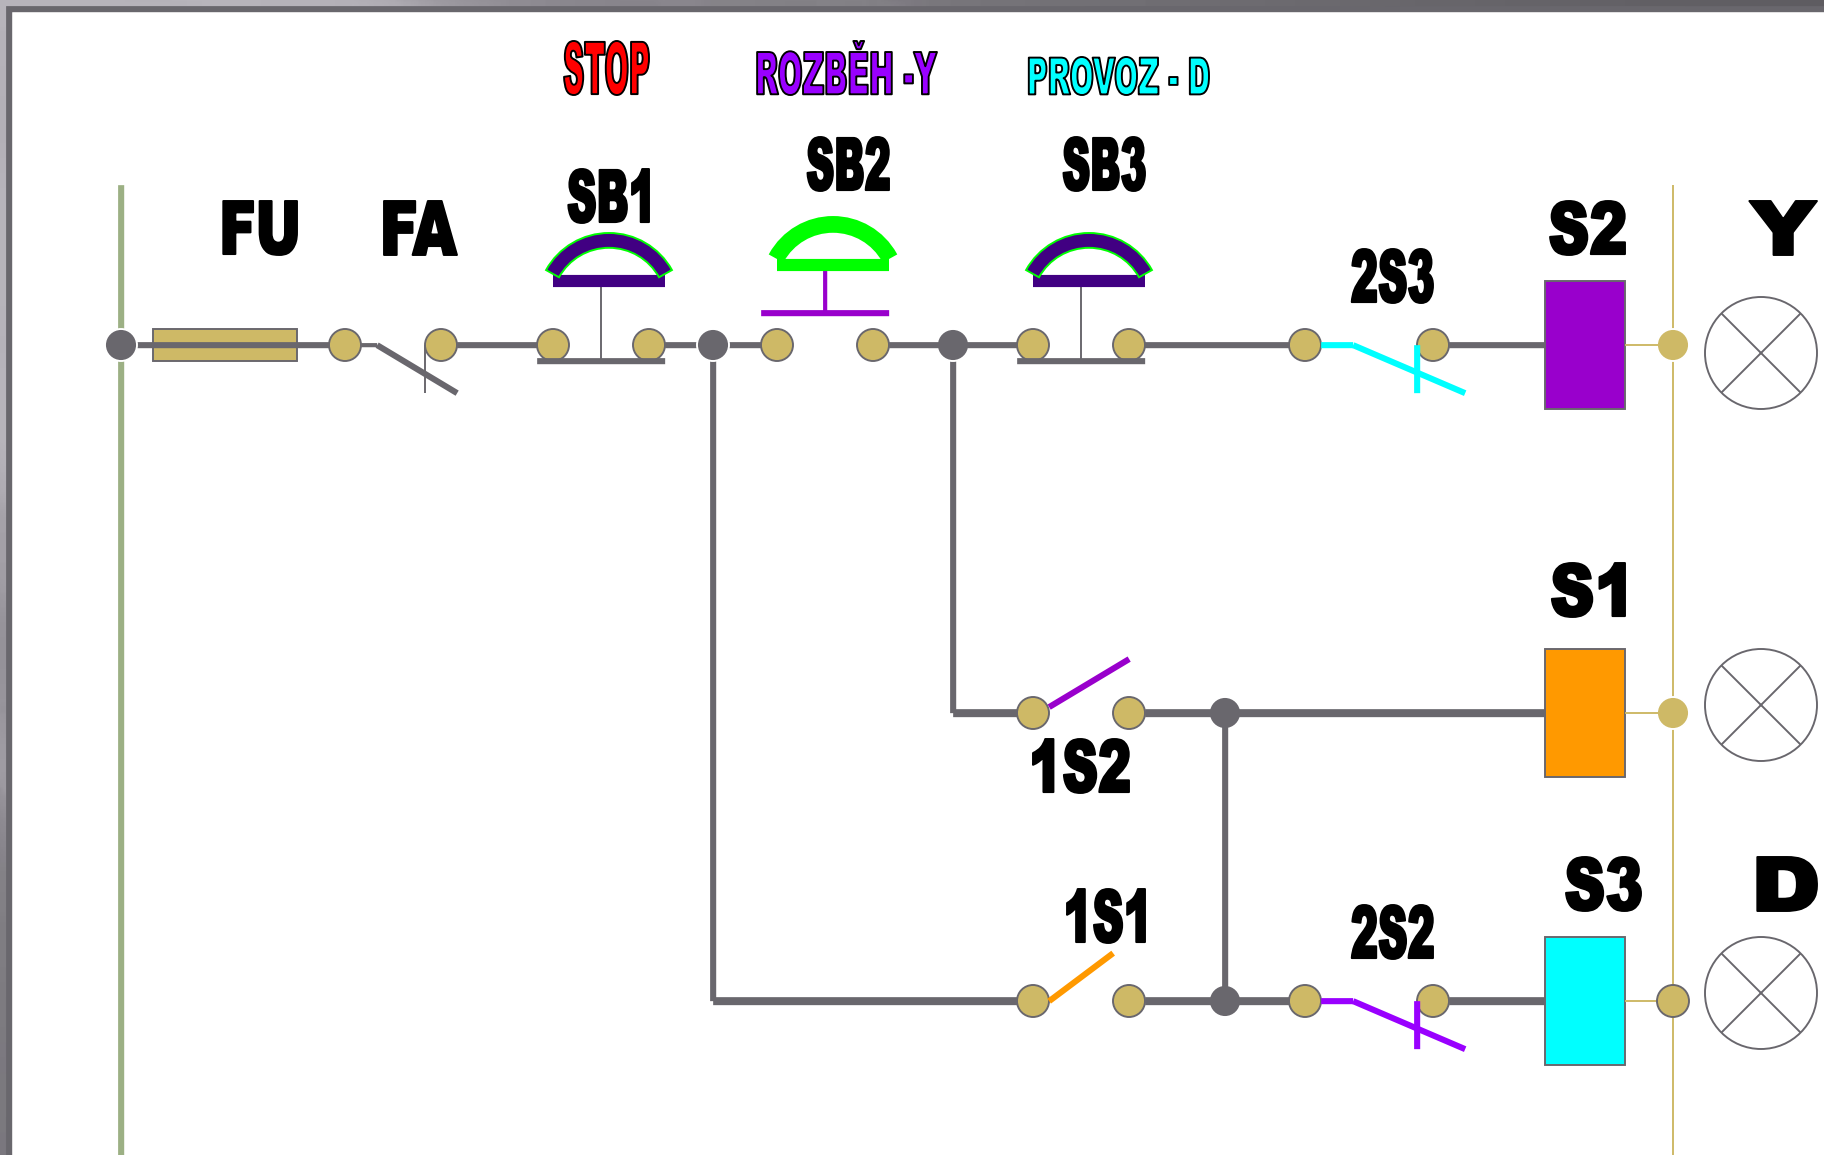 STOP
ROZBĚH -Y
PROVOZ - D
SB1
SB2
SB3
FU
FA
2S3
S2
Y
S1
1S2
1S1
2S2
S3
D